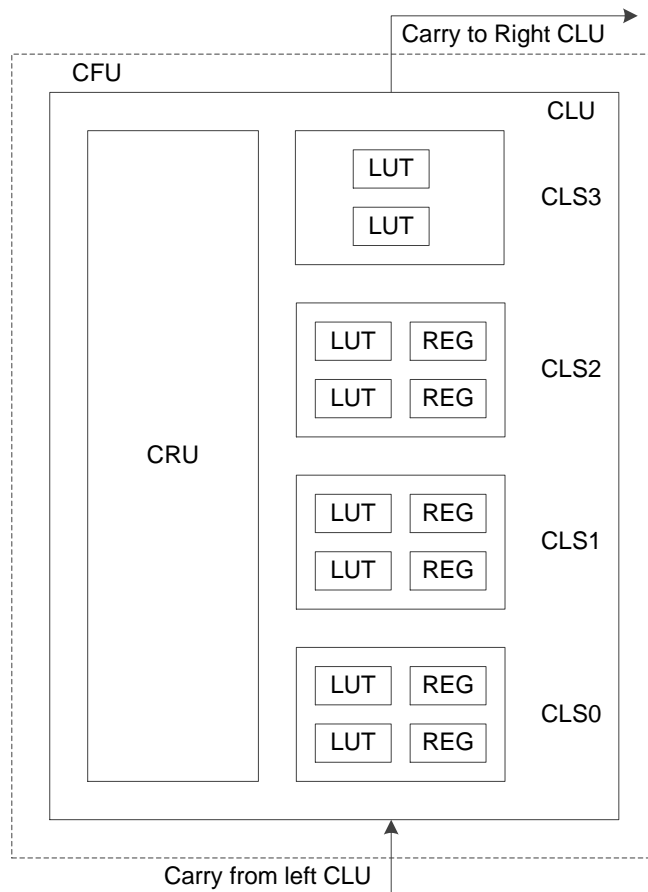 Carry to Right CLU
CFU
CLU
LUT
LUT
CLS3
LUT REG
LUT REG
CLS2
CRU
LUT REG
LUT REG
CLS1
LUT REG
LUT REG
CLS0
Carry from left CLU